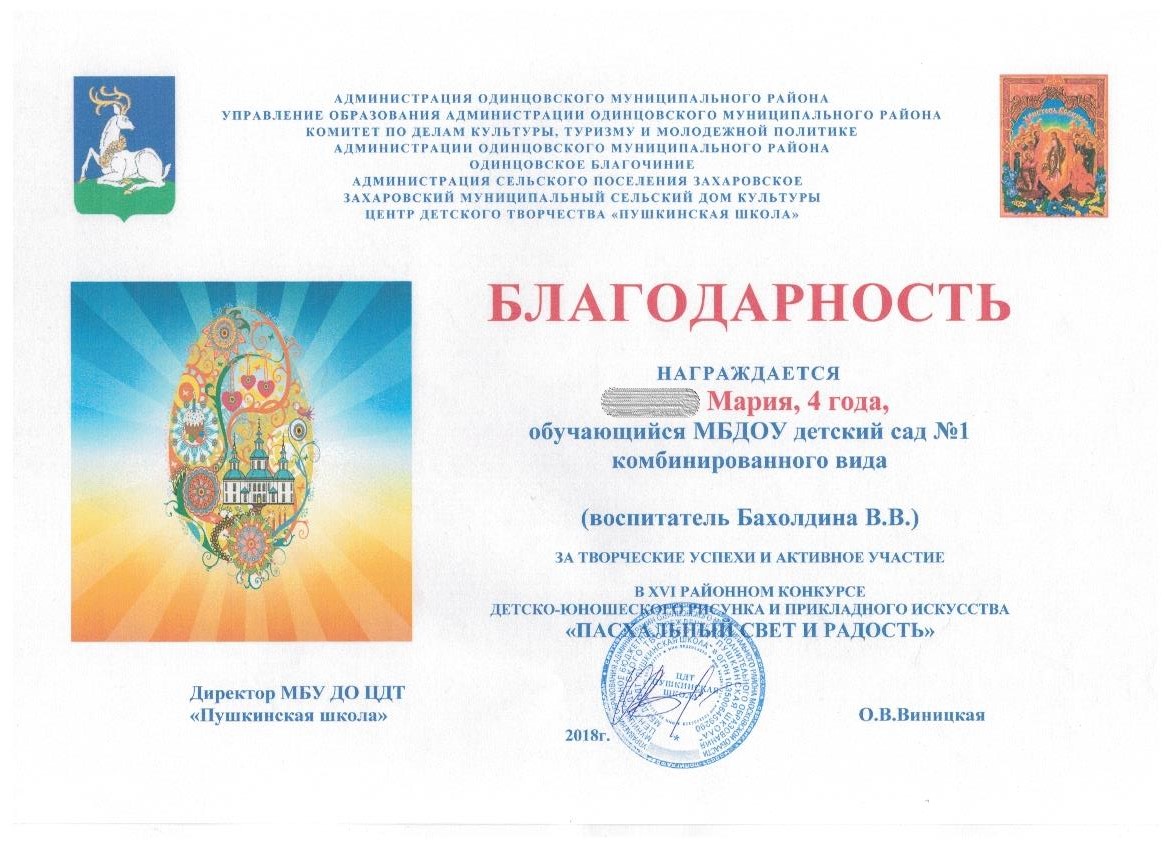 АДМИНИСТРАЦИЯ ОДИНЦОВСКОГО МУНИЦИПАЛЬНОГО РАЙОНА
УПРАВЛЕНИЕ ОБРАЗОВАНИЯ АДМИНИСТРАЦИИ ОДИНЦОВСКОГО МУНИЦИПАЛЬНОГО РАЙОНА
КОМИТЕТ ПО ДЕЛАМ КУЛЬТУРЫ, ТУРИЗМУ И МОЛОДЕЖНОЙ ПОЛИТИКЕ
АДМИНИСТРАЦИИ ОДИНЦОВСКОГО МУНИЦИПАЛЬНОГО РАЙОНА
ОДИНЦОВСКОЕ БЛАГОЧИНИЕ
АДМИНИСТРАЦИЯ СЕЛЬСКОГО ПОСЕЛЕНИЯ ЗАХАРОВСКОЕ
ЗАХАРОВСКИЙ МУНИЦИПАЛЬНЫЙ СЕЛЬСКИЙ ДОМ КУЛЬТУРЫ
ЦЕНТР ДЕТСКОГО ТВОРЧЕСТВА «ПУШКИНСКАЯ ШКОЛА»
БЛАГОДАРНОСТЬ
НАГРАЖДАЕТСЯ
Мария, 4 года,
обучающийся МБДОУ детский сад №1
комбинированного вида
(воспитатель Бахолдина В.В.)
ЗА ТВОРЧЕСКИЕ УСПЕХИ И АКТИВНОЕ УЧАСТИЕ
В XVI РАЙОННОМ КОНКУРСЕ
ДЕТСКО-ЮНОШЕСКОГО РИСУНКА И ПРИКЛАДНОГО ИСКУССТВА
«ПАСХАЛЬНЫЙ СВЕТ И РАДОСТЬ»
ЦДТ
ПУШКИНСКАЯ
ШКОЛА
Директор МБУ ДО ЦДТ
«Пушкинская школа»
О.В.Виницкая
2018г.